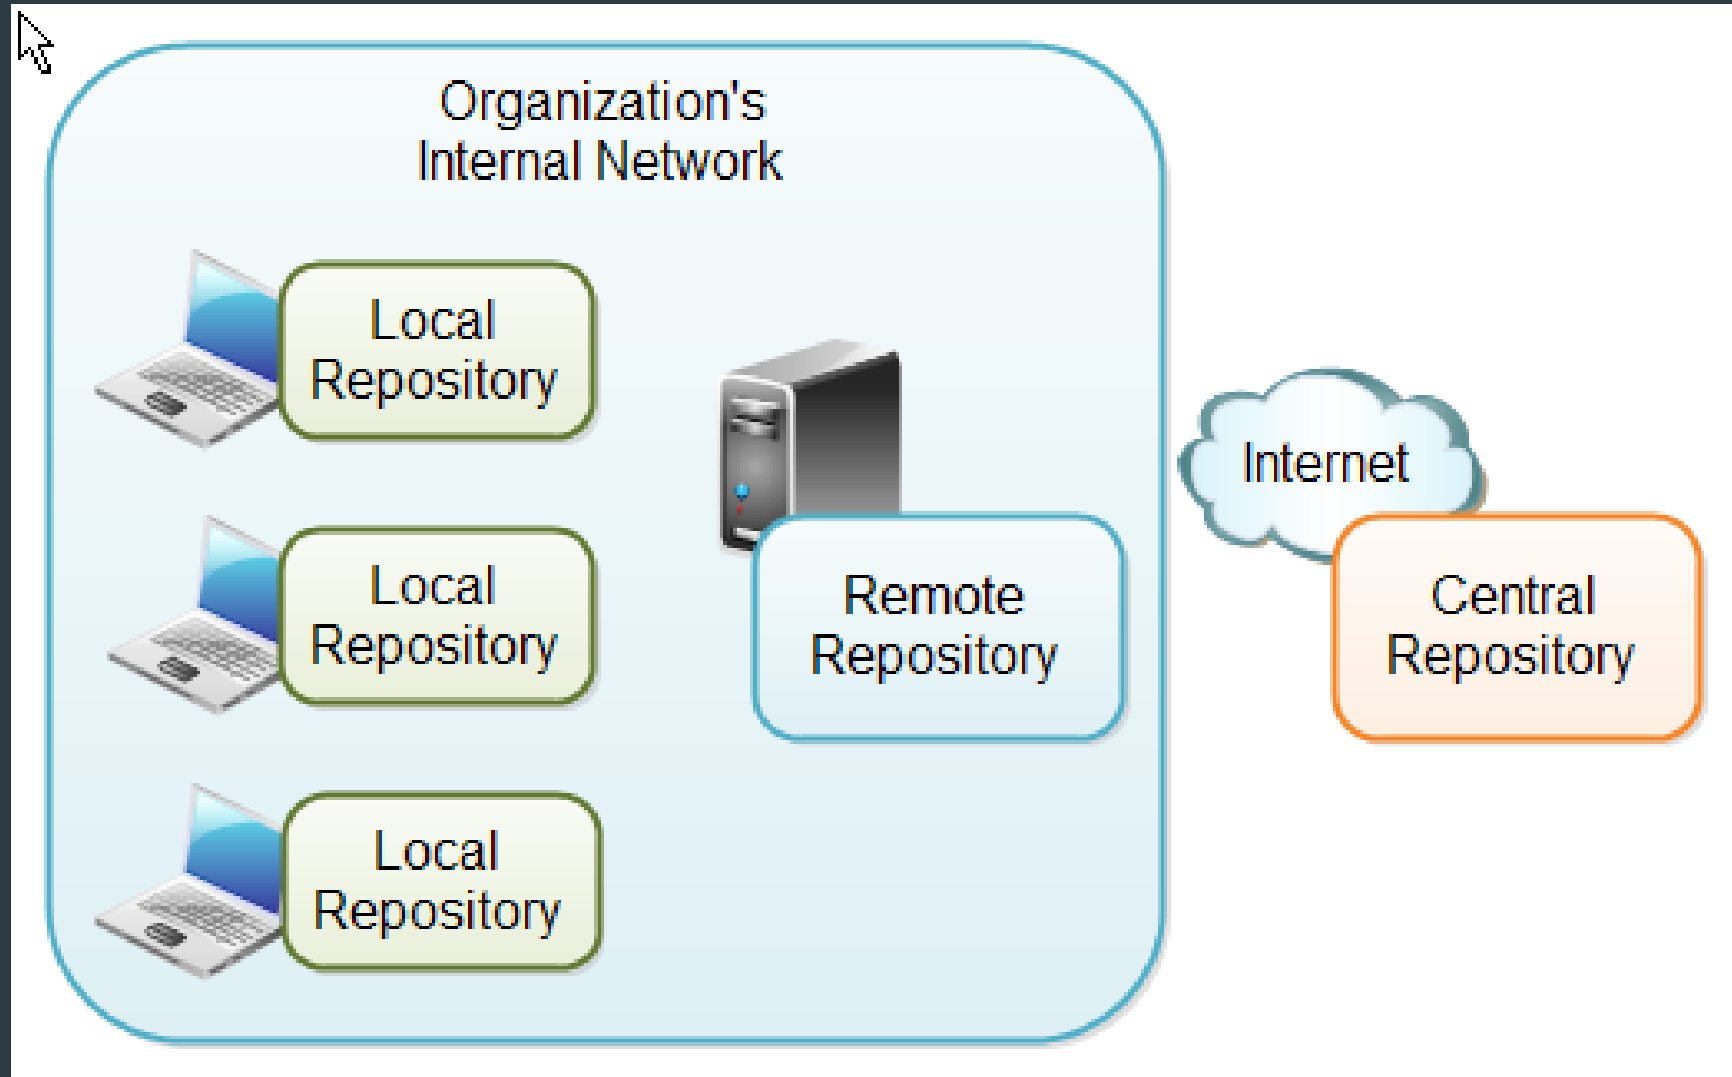 Organization's
Internal Network
Local
Repository
Local
Repository
Local
Repository
Remote
Repository
Internet
Central
Repository